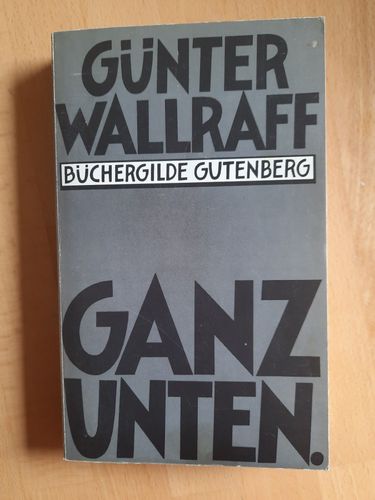 GÜNTER
WALLRAFF
BÜCHERGILDE GUTENBERG
GANZ
UNTEN.